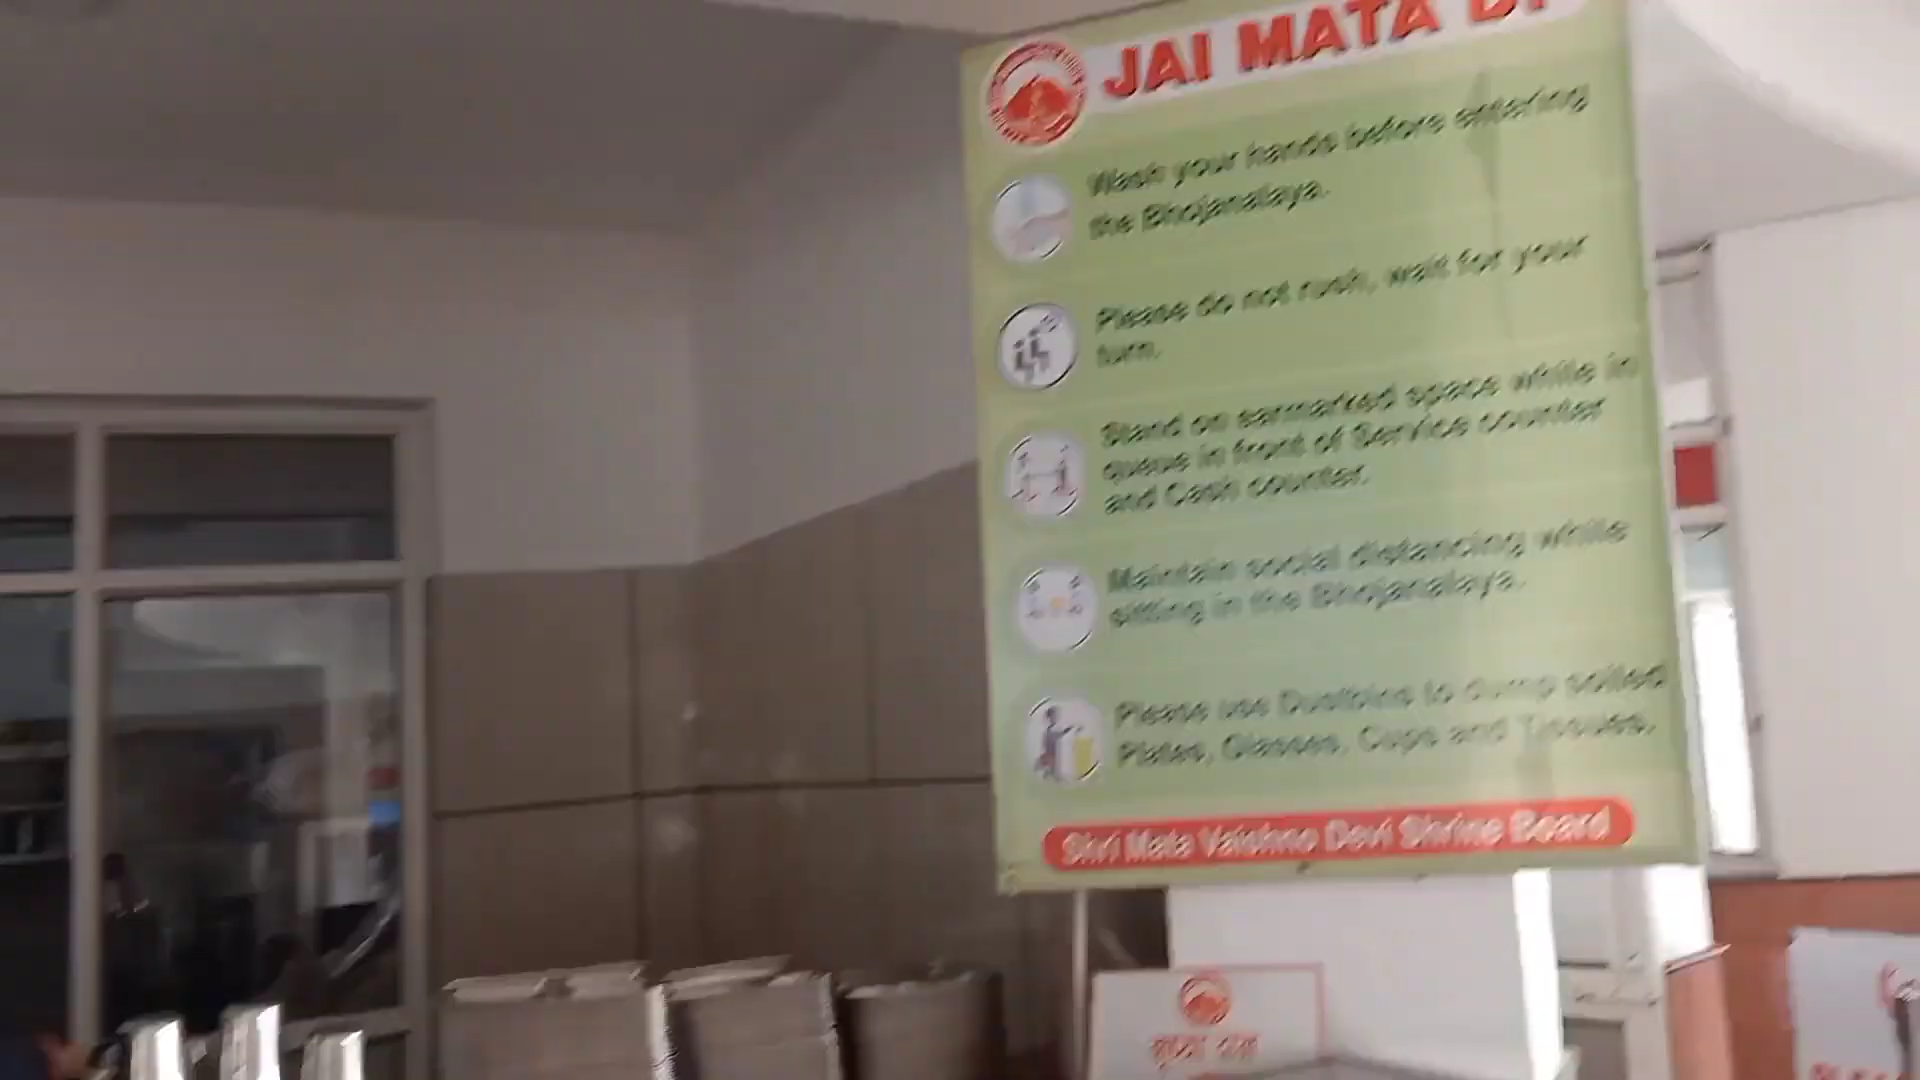 JAI MATA DI
Wash your hands before entering
the Bhojanalaya.
Please do not rush, wait for your
turn.
Stand on earmarked space while in
queue in front of Service counter
and Cash counter.
Maintain social distancing while
sitting in the Bhojanalaya.
Please use Dustbins to dump soiled
Plates, Glasses, Cups and Tissues.
Shri Mata Vaishno Devi Shrine Board